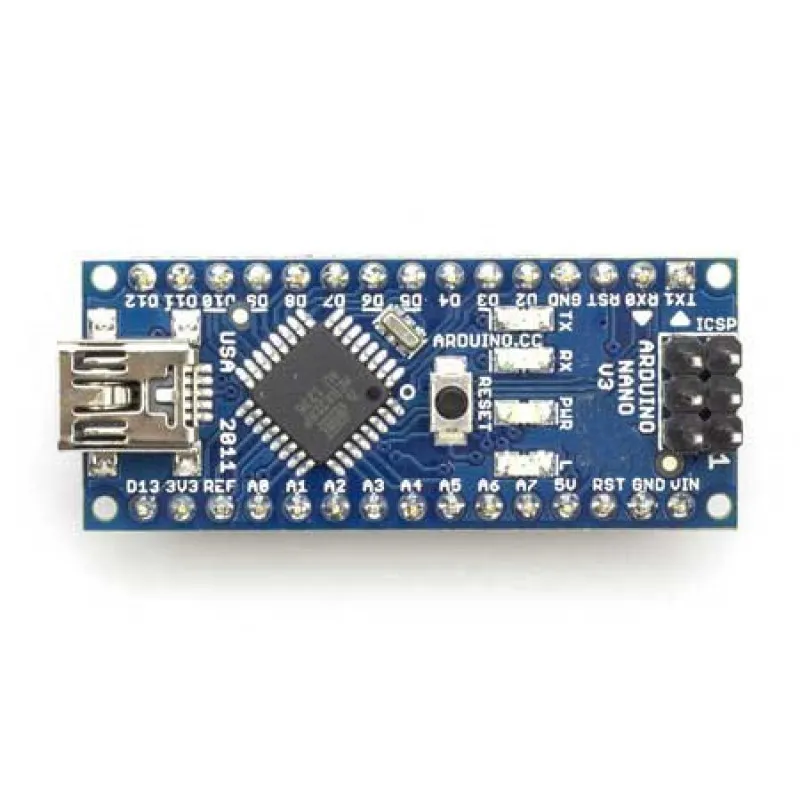 D12 D11 D10 D9 D8 D7 D6 D5 D4 D3 D2 GND RST RX0 TX1
TX
ICSP
ARDUINO.CC
USA
RX
ARDUINO
NANO
V3
RESET
PWR
2011
L
1
D13 3V3 REF A0 A1 A2 A3 A4 A5 A6 A7 5V RST GND VIN